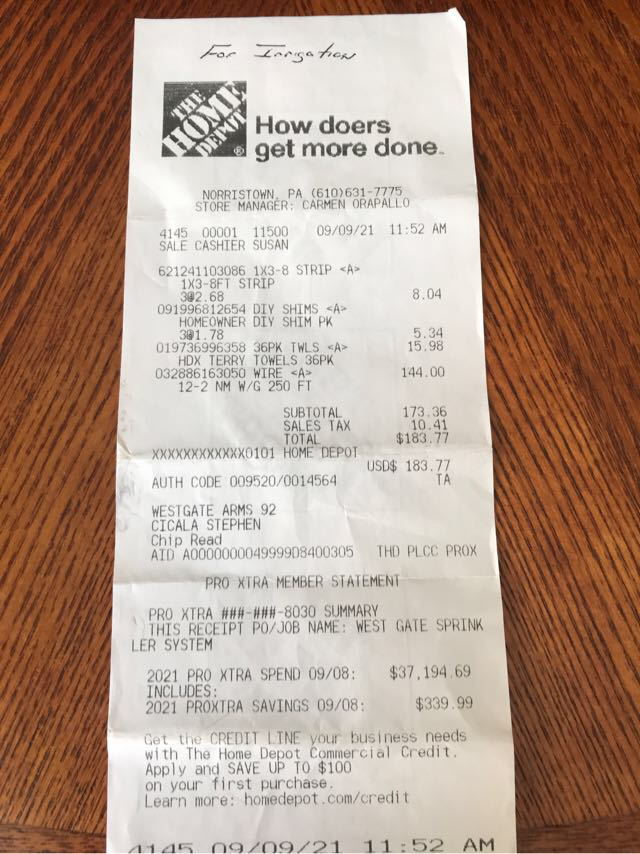 For Irrigation
THE HOME DEPOT®
How doers
get more done™
NORRISTOWN, PA (610)631-7775
STORE MANAGER: CARMEN ORAPALLO
4145 00001 11500 09/09/21 11:52 AM
SALE CASHIER SUSAN
621241103086 1X3-8 STRIP <A>
1X3-8FT STRIP
3@2.68 8.04
091996812654 DIY SHIMS <A>
HOMEOWNER DIY SHIM PK
3@1.78 5.34
019736996358 36PK TWLS <A> 15.98
HDX TERRY TOWELS 36PK
032886163050 WIRE <A> 144.00
12-2 NM W/G 250 FT
SUBTOTAL 173.36
SALES TAX 10.41
TOTAL $183.77
XXXXXXXXXXXX0101 HOME DEPOT
USD$ 183.77
AUTH CODE 009520/0014564 TA
WESTGATE ARMS 92
CICALA STEPHEN
Chip Read
AID A000000004999908400305 THD PLCC PROX
PRO XTRA MEMBER STATEMENT
PRO XTRA ###-###-8030 SUMMARY
THIS RECEIPT PO/JOB NAME: WEST GATE SPRINK
LER SYSTEM
2021 PRO XTRA SPEND 09/08: $37,194.69
INCLUDES:
2021 PROXTRA SAVINGS 09/08: $339.99
Get the CREDIT LINE your business needs
with The Home Depot Commercial Credit.
Apply and SAVE UP TO $100
on your first purchase.
Learn more: homedepot.com/credit
4145 09/09/21 11:52 AM